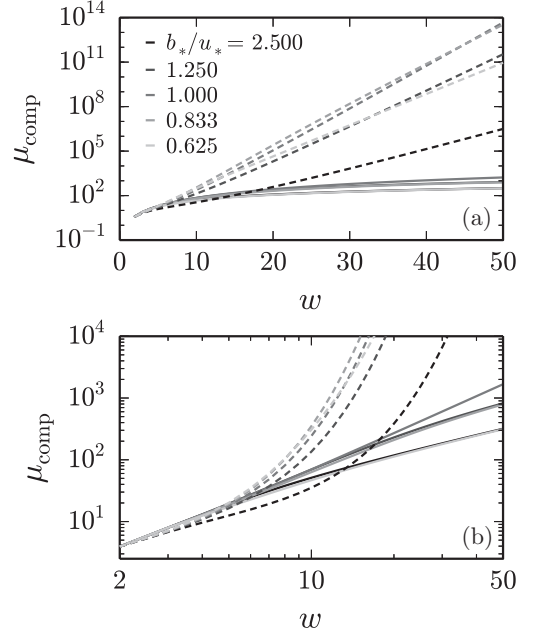 10^14
10^11
10^8
10^5
10^2
10^−1
μ_comp
b_*/u_* = 2.500
1.250
1.000
0.833
0.625
(a)
0 10 20 30 40 50
w
10^4
10^3
10^2
10^1
μ_comp
(b)
2 10 50
w